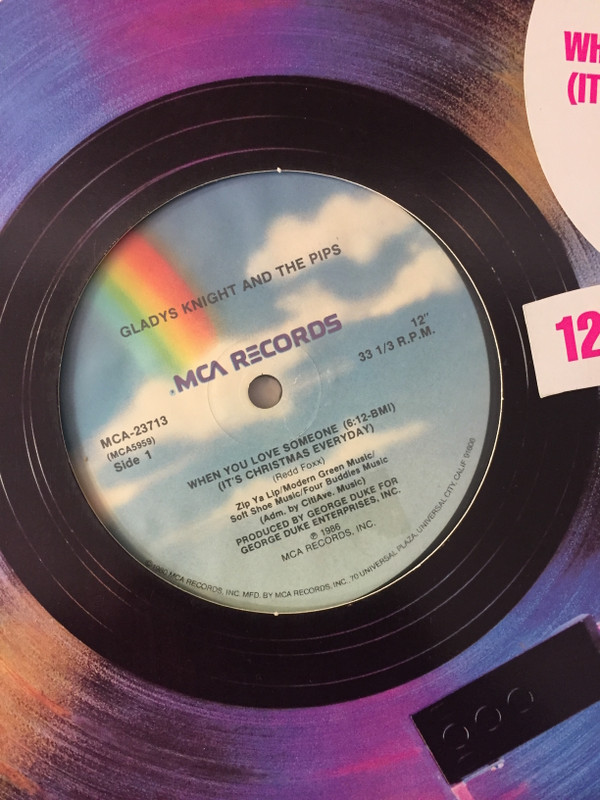 WH
(IT
12
GLADYS KNIGHT AND THE PIPS
MCA RECORDS
12"
33 1/3 R.P.M.
MCA-23713
(MCA5959)
Side 1
WHEN YOU LOVE SOMEONE (6:12-BMI)
(IT'S CHRISTMAS EVERYDAY)
(Redd Foxx)
Zip Ya Lip/Modern Green Music/
Soft Shoe Music/Four Buddies Music
(Adm. by CitiAve. Music)
PRODUCED BY GEORGE DUKE FOR
GEORGE DUKE ENTERPRISES, INC.
℗ 1986
MCA RECORDS, INC.
©1980 MCA RECORDS, INC. MFD. BY MCA RECORDS, INC. 70 UNIVERSAL PLAZA, UNIVERSAL CITY, CALIF. 91608